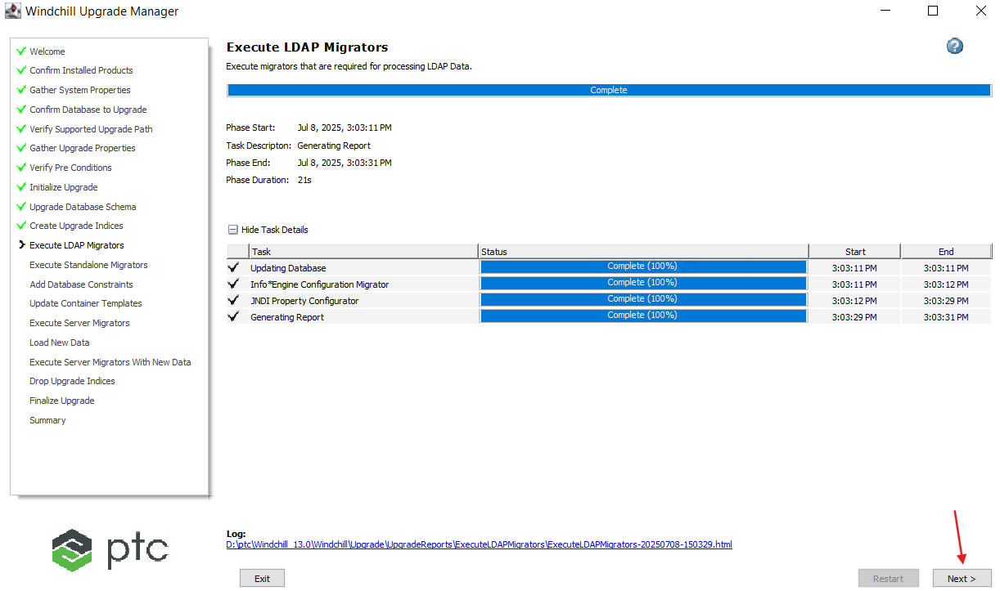 Windchill Upgrade Manager
Welcome
Confirm Installed Products
Gather System Properties
Confirm Database to Upgrade
Verify Supported Upgrade Path
Gather Upgrade Properties
Verify Pre Conditions
Initialize Upgrade
Upgrade Database Schema
Create Upgrade Indices
Execute LDAP Migrators
Execute Standalone Migrators
Add Database Constraints
Update Container Templates
Execute Server Migrators
Load New Data
Execute Server Migrators With New Data
Drop Upgrade Indices
Finalize Upgrade
Summary
ptc
Execute LDAP Migrators
?
Execute migrators that are required for processing LDAP Data.
Complete
Phase Start: Jul 8, 2025, 3:03:11 PM
Task Descripton: Generating Report
Phase End: Jul 8, 2025, 3:03:31 PM
Phase Duration: 21s
Hide Task Details
Task Status Start End
Updating Database Complete (100%) 3:03:11 PM 3:03:11 PM
Info*Engine Configuration Migrator Complete (100%) 3:03:11 PM 3:03:12 PM
JNDI Property Configurator Complete (100%) 3:03:12 PM 3:03:29 PM
Generating Report Complete (100%) 3:03:29 PM 3:03:31 PM
Log:
D:\ptc\Windchill_13.0\Windchill\Upgrade\UpgradeReports\ExecuteLDAPMigrators\ExecuteLDAPMigrators-20250708-150329.html
Exit Restart Next >